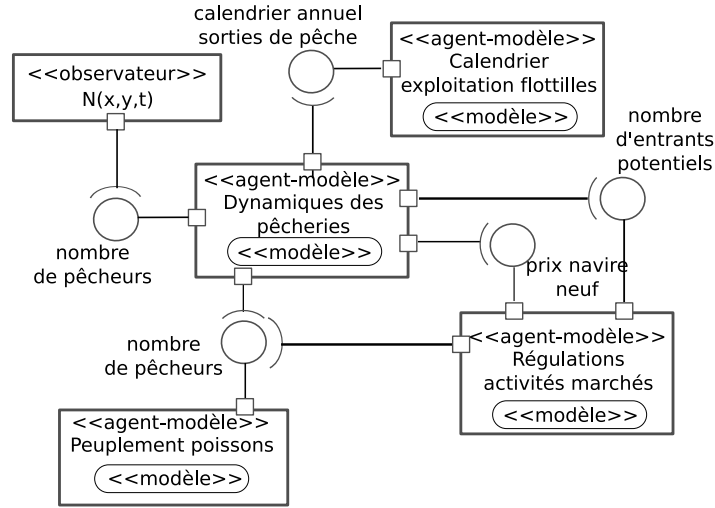 calendrier annuel
sorties de pêche
<<observateur>>
N(x,y,t)
<<agent-modèle>>
Calendrier
exploitation flottilles
<<modèle>>
nombre
d'entrants
potentiels
<<agent-modèle>>
Dynamiques des
pêcheries
<<modèle>>
nombre
de pêcheurs
prix navire
neuf
nombre
de pêcheurs
<<agent-modèle>>
Régulations
activités marchés
<<modèle>>
<<agent-modèle>>
Peuplement poissons
<<modèle>>